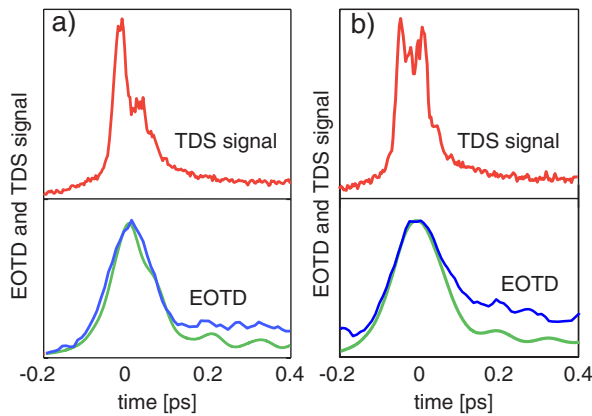 a)
TDS signal
b)
TDS signal
EOTD and TDS signal
EOTD
EOTD and TDS signal
EOTD
-0.2 0 0.2 0.4
time [ps]
-0.2 0 0.2 0.4
time [ps]